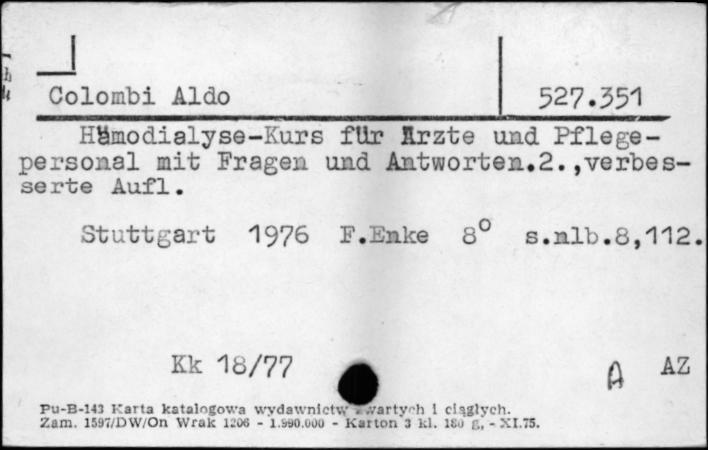 Colombi Aldo 527.351
Hämodialyse-Kurs für Ärzte und Pflege-
personal mit Fragen und Antworten.2.,verbes-
serte Aufl.
Stuttgart 1976 F.Enke 8° s.nlb.8,112.
Kk 18/77 A AZ
Pu-B-143 Karta katalogowa wydawnictw zwartych i ciągłych.
Zam. 1597/DW/On Wrak 1206 - 1.990.000 - Karton 3 kl. 180 g. - XI.75.